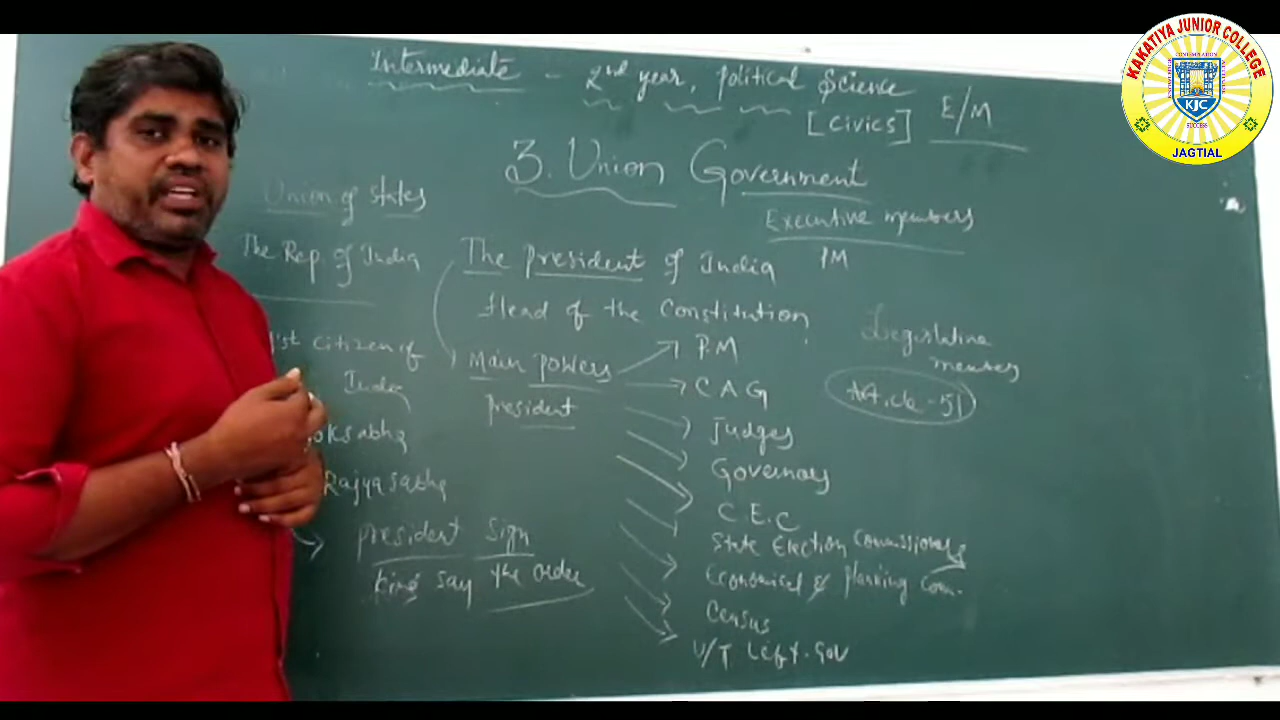 Intermediate - 2nd year, political Science
[Civics] E/M
3. Union Government
Union of states
Executive members
The Rep. of India
The president of India
PM
Head of the Constitution
Legislative
members
Article - 51
1st citizen of
India
Main powers
president
P.M
C A G
Judges
Governors
C. E. C
State Election Commissioners
Economical & planning Com.
Census
U/T Left. Gov
oksabha
Rajya sabha
president Sign
King say the order
KAKATIYA JUNIOR COLLEGE
KJC
SUCCESS
JAGTIAL